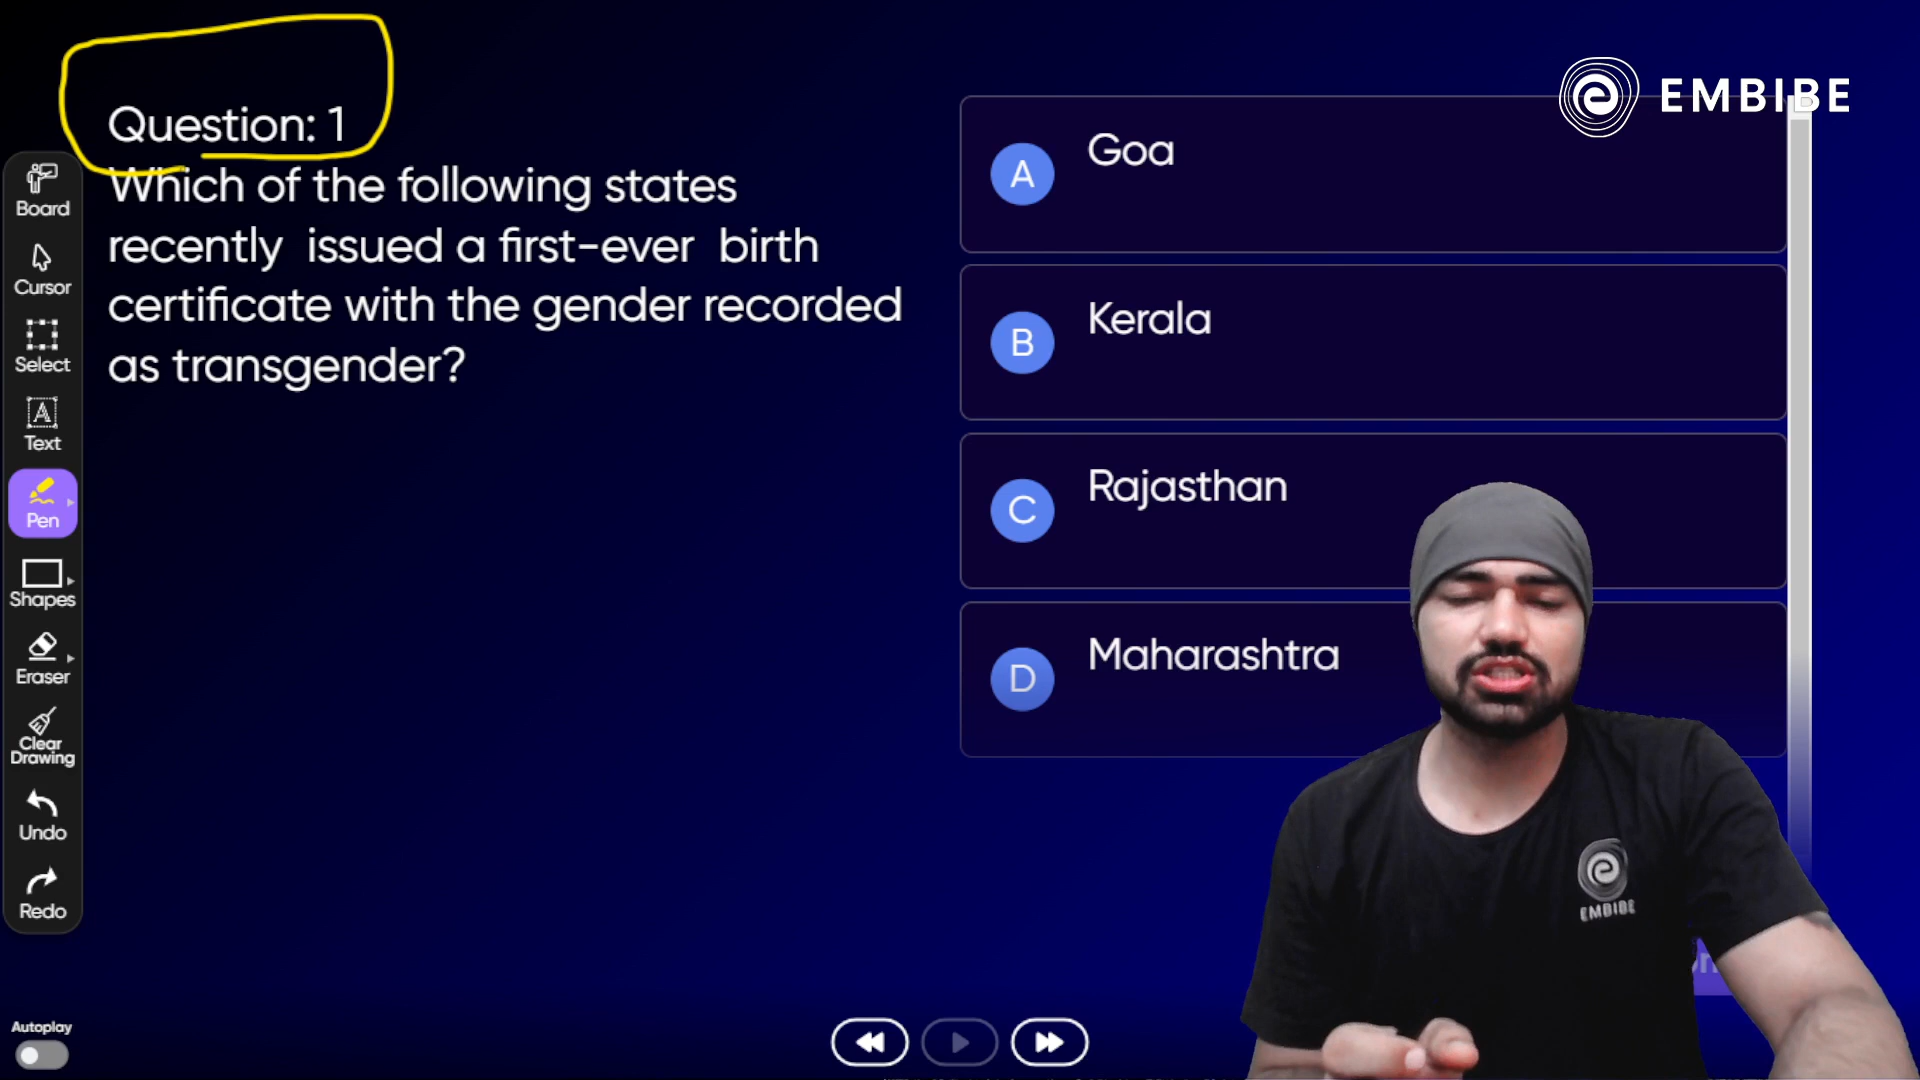 EMBIBE
Question: 1
Which of the following states
recently issued a first-ever birth
certificate with the gender recorded
as transgender?
A Goa
B Kerala
C Rajasthan
D Maharashtra
Board
Cursor
Select
A
Text
Pen
Shapes
Eraser
Clear
Drawing
Undo
Redo
Autoplay
EMBIBE